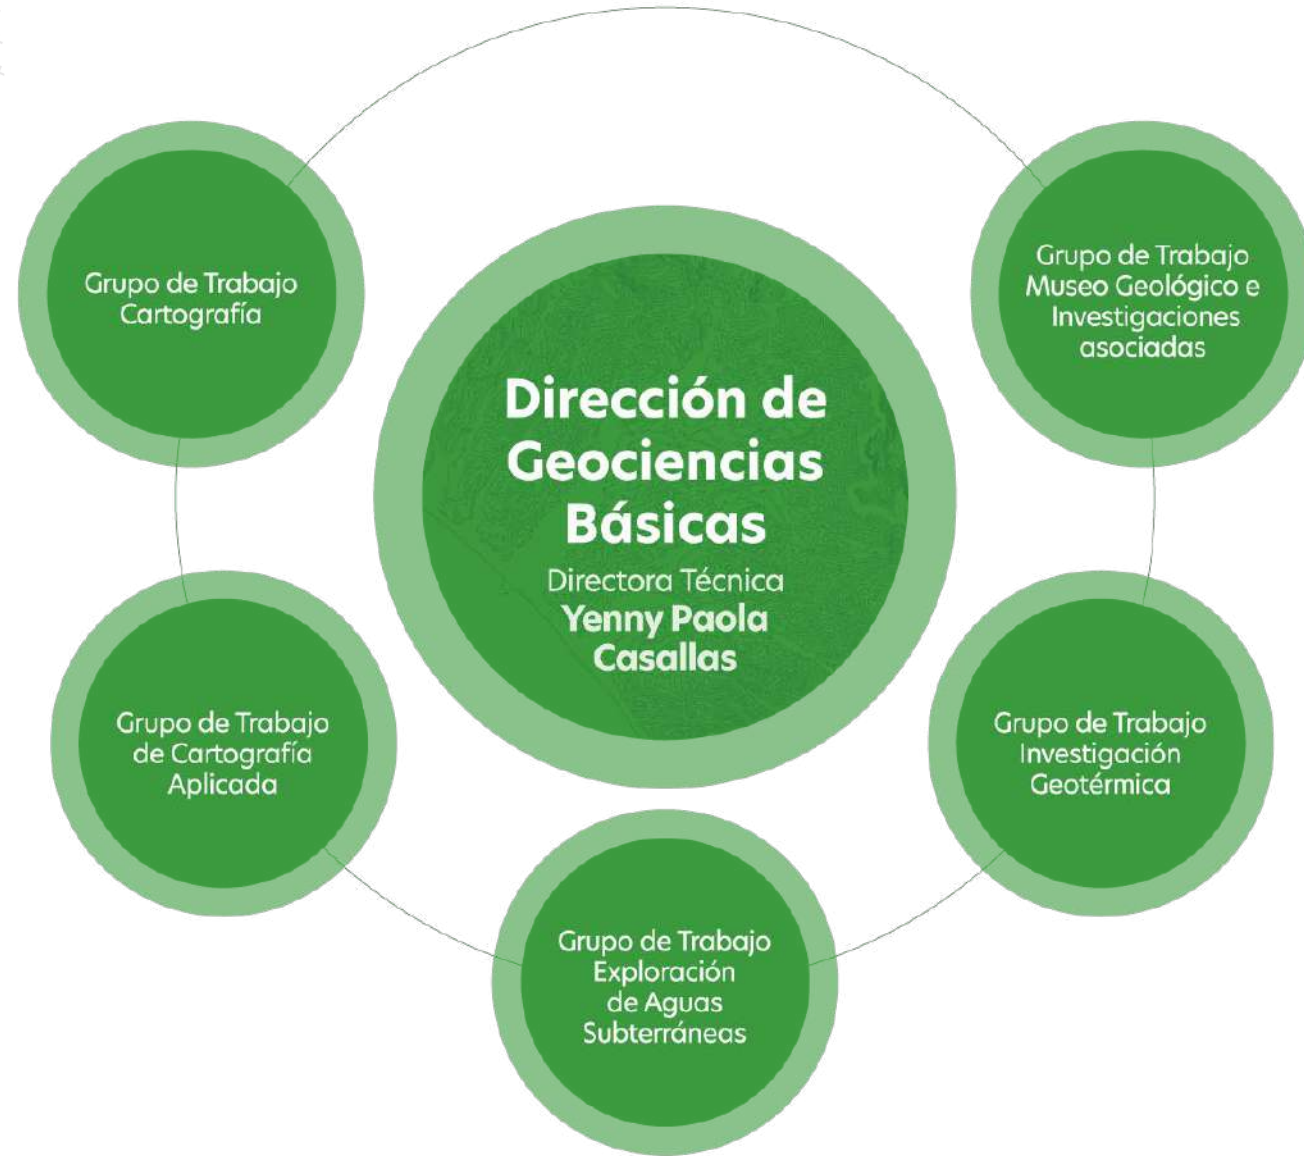 Grupo de Trabajo
Cartografía
Grupo de Trabajo
Museo Geológico e
Investigaciones
asociadas
Dirección de
Geociencias
Básicas
Directora Técnica
Yenny Paola
Casallas
Grupo de Trabajo
de Cartografía
Aplicada
Grupo de Trabajo
Investigación
Geotérmica
Grupo de Trabajo
Exploración
de Aguas
Subterráneas